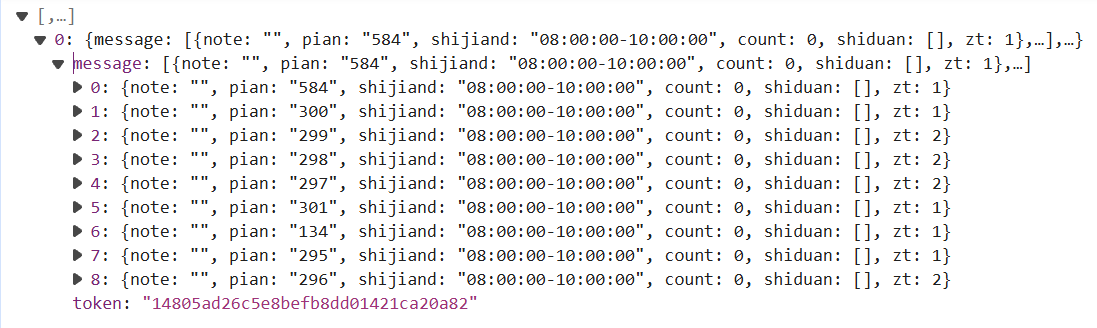 [,…]
0: {message: [{note: "", pian: "584", shijiand: "08:00:00-10:00:00", count: 0, shiduan: [], zt: 1},…],…}
message: [{note: "", pian: "584", shijiand: "08:00:00-10:00:00", count: 0, shiduan: [], zt: 1},…]
0: {note: "", pian: "584", shijiand: "08:00:00-10:00:00", count: 0, shiduan: [], zt: 1}
1: {note: "", pian: "300", shijiand: "08:00:00-10:00:00", count: 0, shiduan: [], zt: 1}
2: {note: "", pian: "299", shijiand: "08:00:00-10:00:00", count: 0, shiduan: [], zt: 2}
3: {note: "", pian: "298", shijiand: "08:00:00-10:00:00", count: 0, shiduan: [], zt: 2}
4: {note: "", pian: "297", shijiand: "08:00:00-10:00:00", count: 0, shiduan: [], zt: 2}
5: {note: "", pian: "301", shijiand: "08:00:00-10:00:00", count: 0, shiduan: [], zt: 1}
6: {note: "", pian: "134", shijiand: "08:00:00-10:00:00", count: 0, shiduan: [], zt: 1}
7: {note: "", pian: "295", shijiand: "08:00:00-10:00:00", count: 0, shiduan: [], zt: 1}
8: {note: "", pian: "296", shijiand: "08:00:00-10:00:00", count: 0, shiduan: [], zt: 2}
token: "14805ad26c5e8befb8dd01421ca20a82"